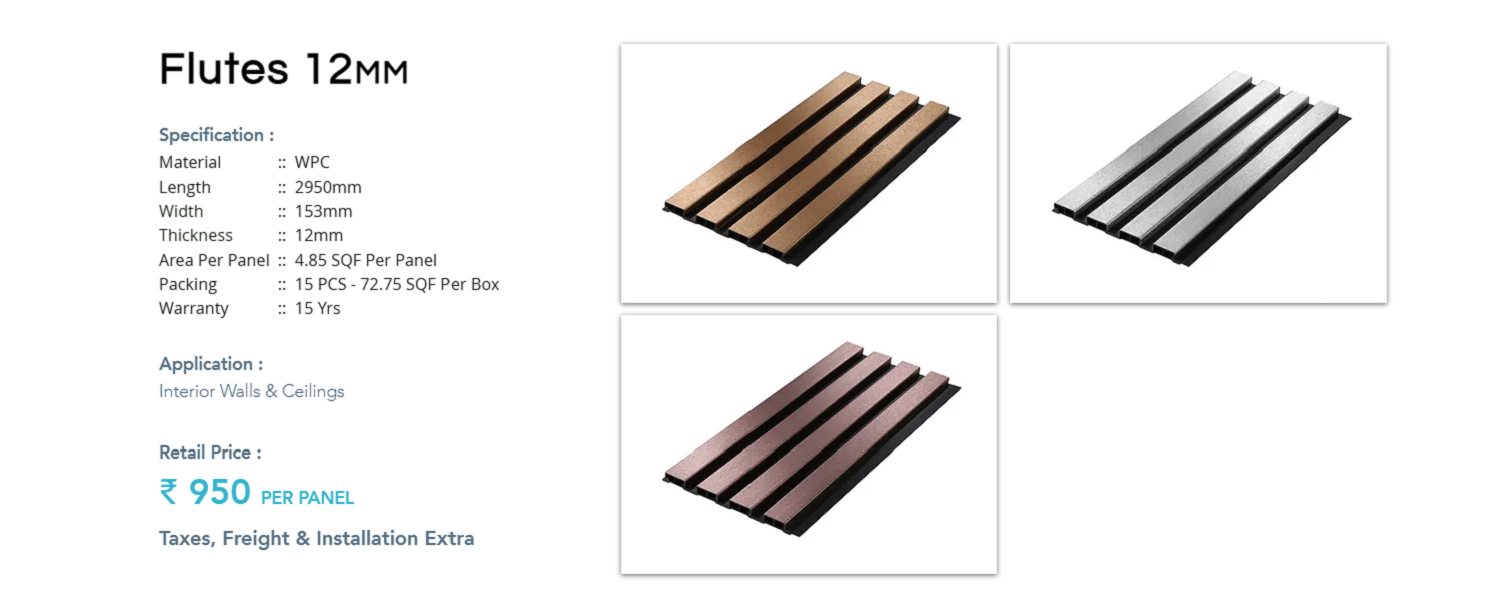 Flutes 12MM
Specification :
Material :: WPC
Length :: 2950mm
Width :: 153mm
Thickness :: 12mm
Area Per Panel :: 4.85 SQF Per Panel
Packing :: 15 PCS - 72.75 SQF Per Box
Warranty :: 15 Yrs
Application :
Interior Walls & Ceilings
Retail Price :
₹ 950 PER PANEL
Taxes, Freight & Installation Extra